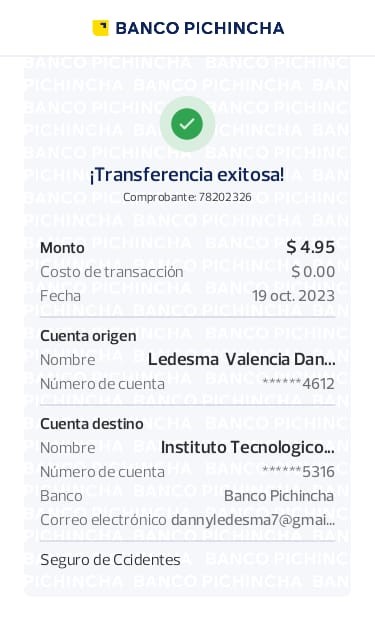 BANCO PICHINCHA
¡Transferencia exitosa!
Comprobante: 78202326
Monto $ 4.95
Costo de transacción $ 0.00
Fecha 19 oct. 2023
Cuenta origen
Nombre Ledesma Valencia Dan...
Número de cuenta ******4612
Cuenta destino
Nombre Instituto Tecnologico...
Número de cuenta ******5316
Banco Banco Pichincha
Correo electrónico dannyledesma7@gmai...
Seguro de Ccidentes